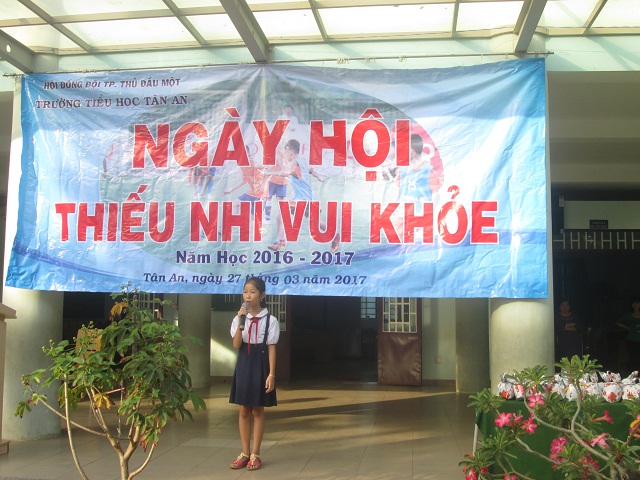 HỘI ĐỒNG ĐỘI TP. THỦ DẦU MỘT
TRƯỜNG TIỂU HỌC TÂN AN
NGÀY HỘI
THIẾU NHI VUI KHỎE
Năm Học 2016 - 2017
Tân An, ngày 27 tháng 03 năm 2017